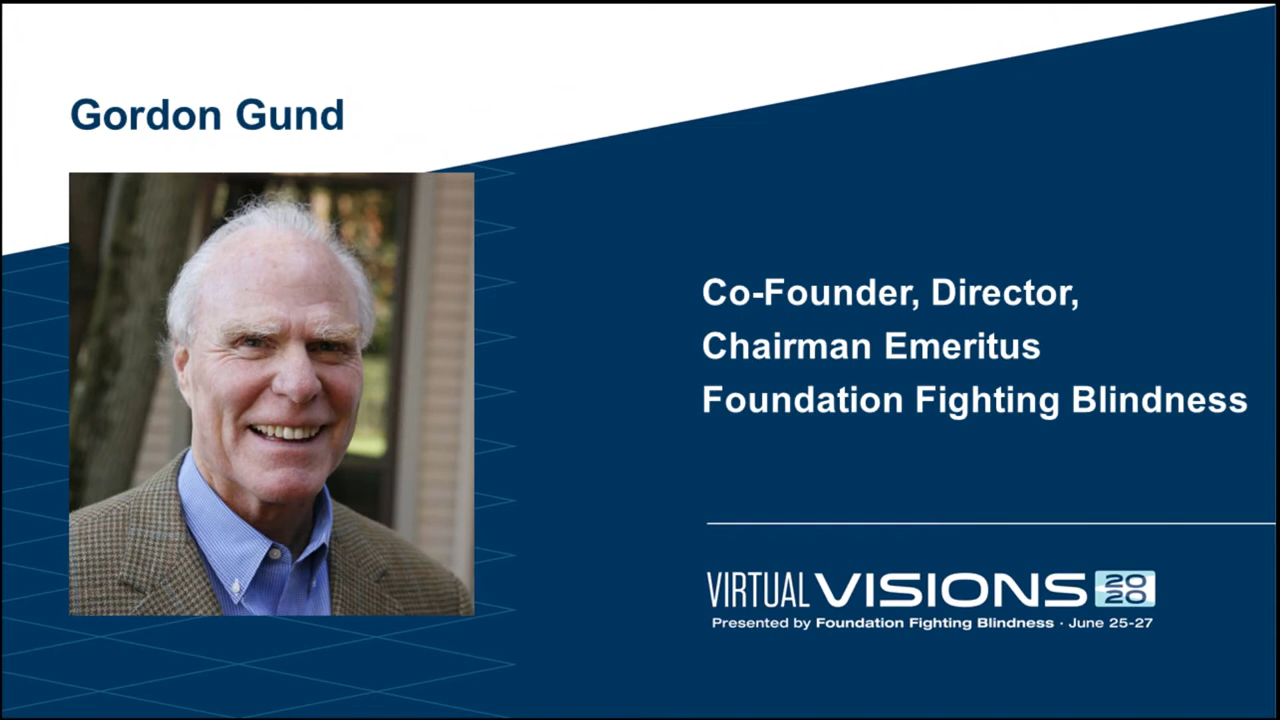 Gordon Gund
Co-Founder, Director,
Chairman Emeritus
Foundation Fighting Blindness
VIRTUAL VISIONS 2020
Presented by Foundation Fighting Blindness · June 25-27